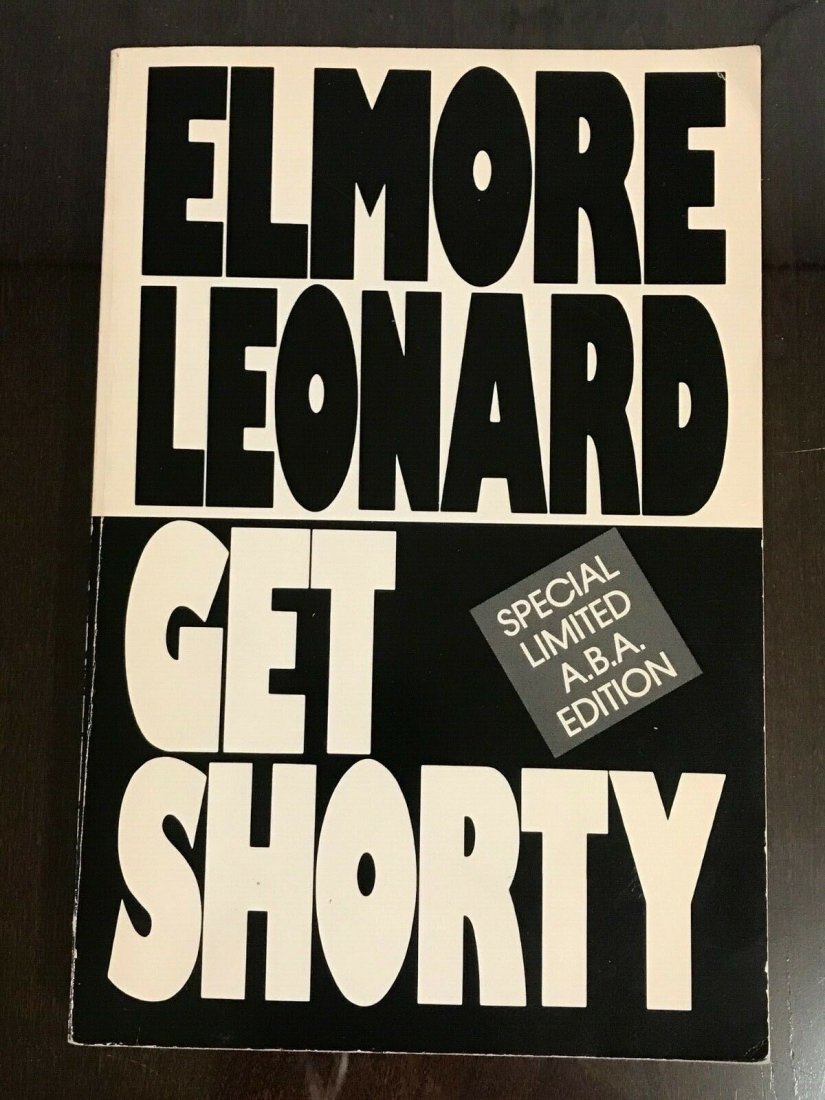 ELMORE
LEONARD
GET
SHORTY
SPECIAL
LIMITED
A.B.A.
EDITION